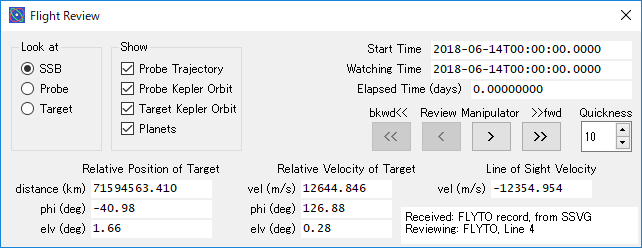 Flight Review
Look at
SSB
Probe
Target
Show
Probe Trajectory
Probe Kepler Orbit
Target Kepler Orbit
Planets
Start Time 2018-06-14T00:00:00.0000
Watching Time 2018-06-14T00:00:00.0000
Elapsed Time (days) 0.00000000
bkwd<< Review Manipulator >>fwd Quickness
<< < > >> 10
Relative Position of Target
distance (km) 71594563.410
phi (deg) -40.98
elv (deg) 1.66
Relative Velocity of Target
vel (m/s) 12644.846
phi (deg) 126.88
elv (deg) 0.28
Line of Sight Velocity
vel (m/s) -12354.954
Received: FLYTO record, from SSVG
Reviewing: FLYTO, Line 4